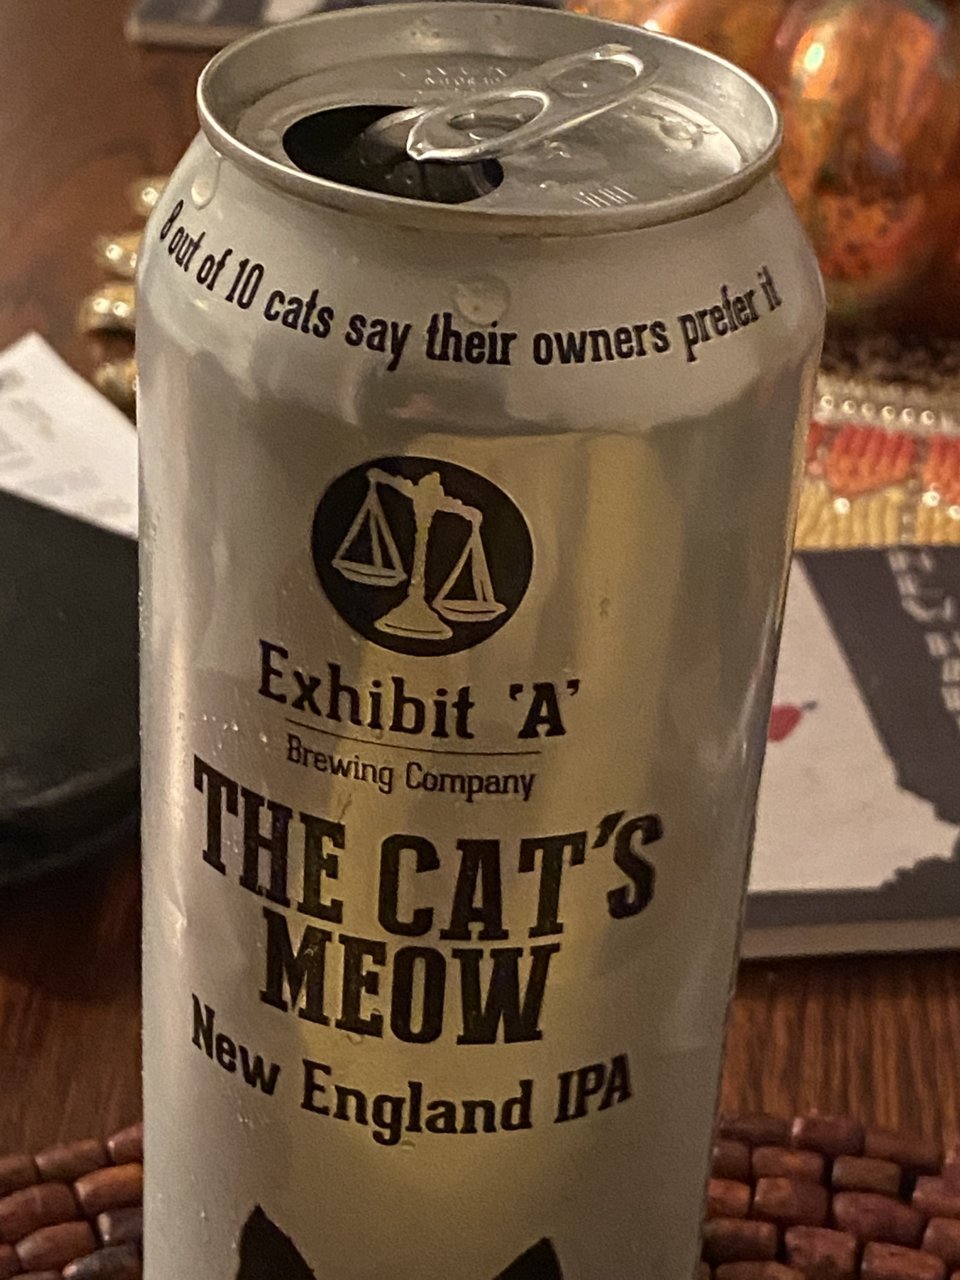 8 out of 10 cats say their owners prefer it
Exhibit 'A'
Brewing Company
THE CAT'S
MEOW
New England IPA